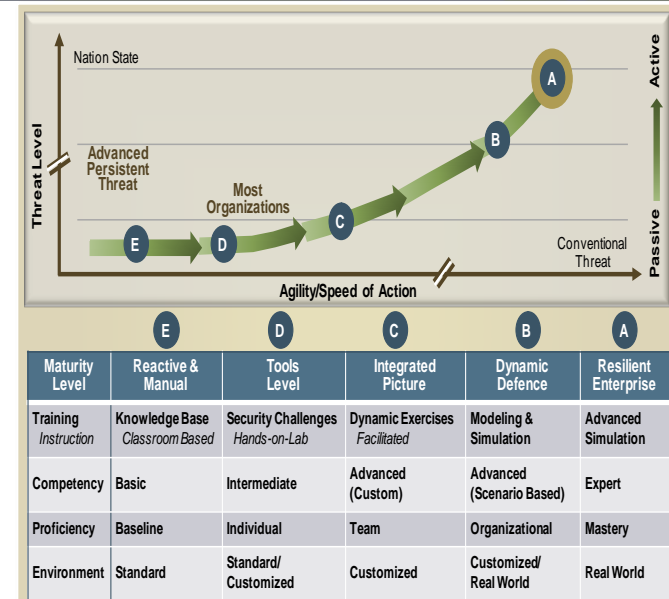 Nation State
Active
A
B
Threat Level
Advanced
Persistent
Threat
Most
Organizations
C
E
D
Conventional
Threat
Passive
Agility/Speed of Action
E
D
C
B
A
Maturity
Level
Reactive &
Manual
Tools
Level
Integrated
Picture
Dynamic
Defence
Resilient
Enterprise
Training
Instruction
Knowledge Base
Classroom Based
Security Challenges
Hands-on-Lab
Dynamic Exercises
Facilitated
Modeling &
Simulation
Advanced
Simulation
Competency
Basic
Intermediate
Advanced
(Custom)
Advanced
(Scenario Based)
Expert
Proficiency
Baseline
Individual
Team
Organizational
Mastery
Environment
Standard
Standard/
Customized
Customized
Customized/
Real World
Real World